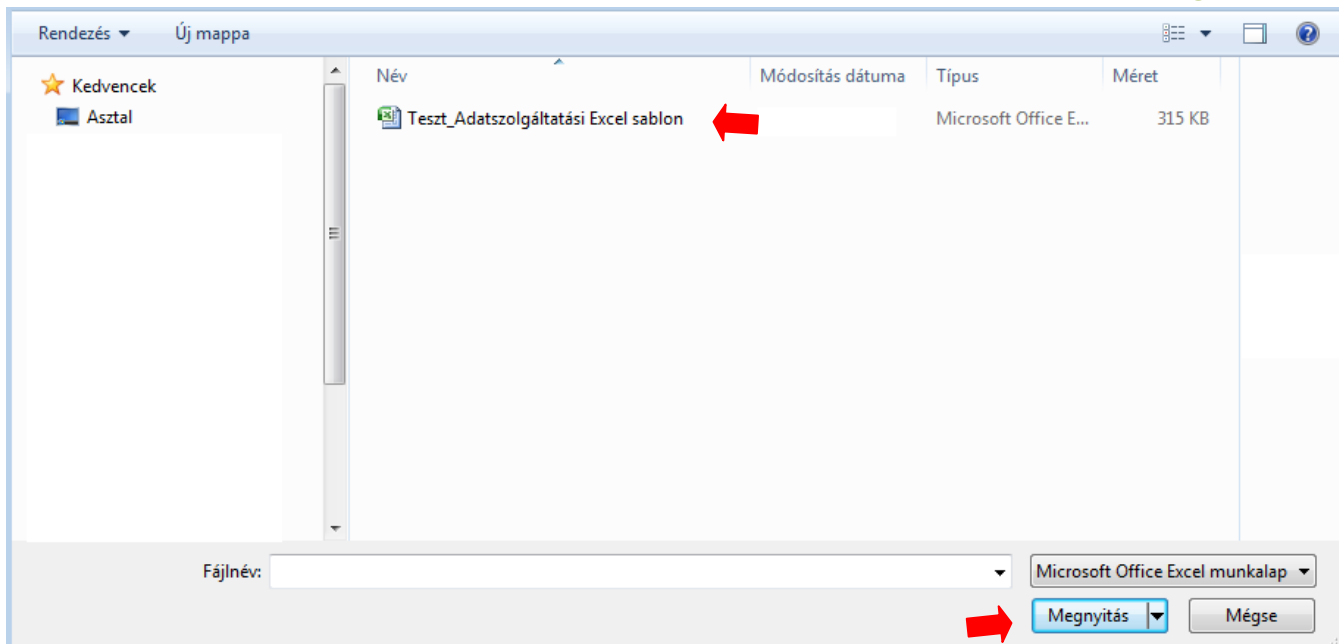 Rendezés Új mappa
Kedvencek
Asztal
Név Módosítás dátuma Típus Méret
Teszt_Adatszolgáltatási Excel sablon Microsoft Office E... 315 KB
Fájlnév: Microsoft Office Excel munkalap
Megnyitás Mégse